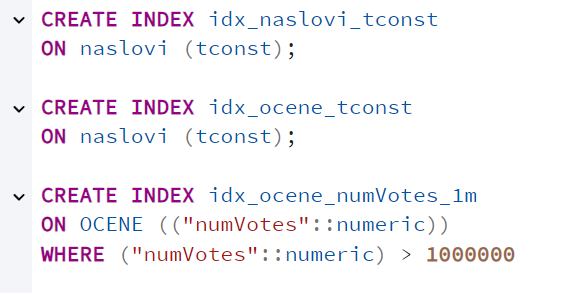 CREATE INDEX idx_naslovi_tconst
ON naslovi (tconst);
CREATE INDEX idx_ocene_tconst
ON naslovi (tconst);
CREATE INDEX idx_ocene_numVotes_1m
ON OCENE (("numVotes"::numeric))
WHERE ("numVotes"::numeric) > 1000000